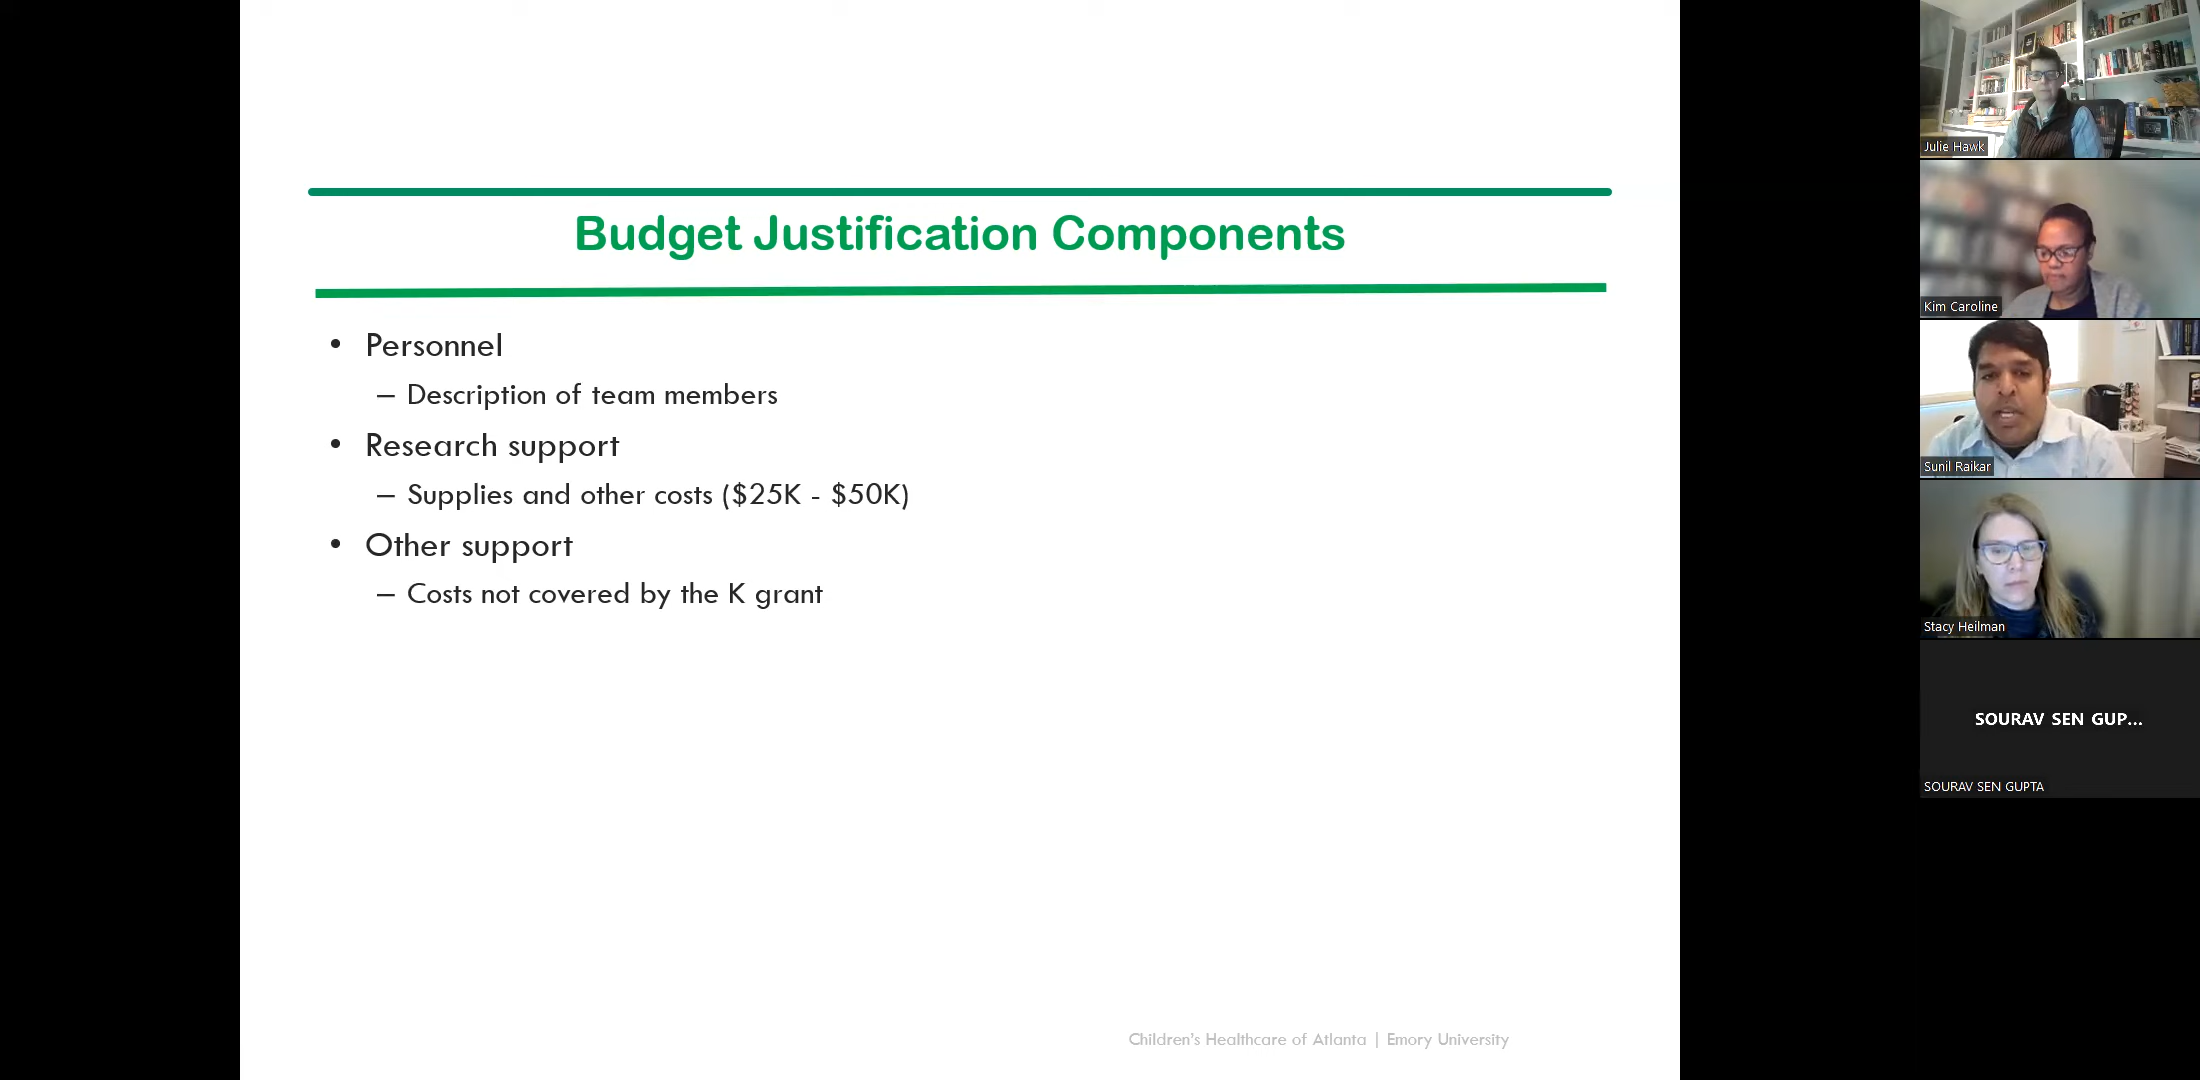 Budget Justification Components
• Personnel
– Description of team members
• Research support
– Supplies and other costs ($25K - $50K)
• Other support
– Costs not covered by the K grant
Children's Healthcare of Atlanta | Emory University
Julie Hawk
Kim Caroline
Sunil Raikar
Stacy Heilman
SOURAV SEN GUP...
SOURAV SEN GUPTA